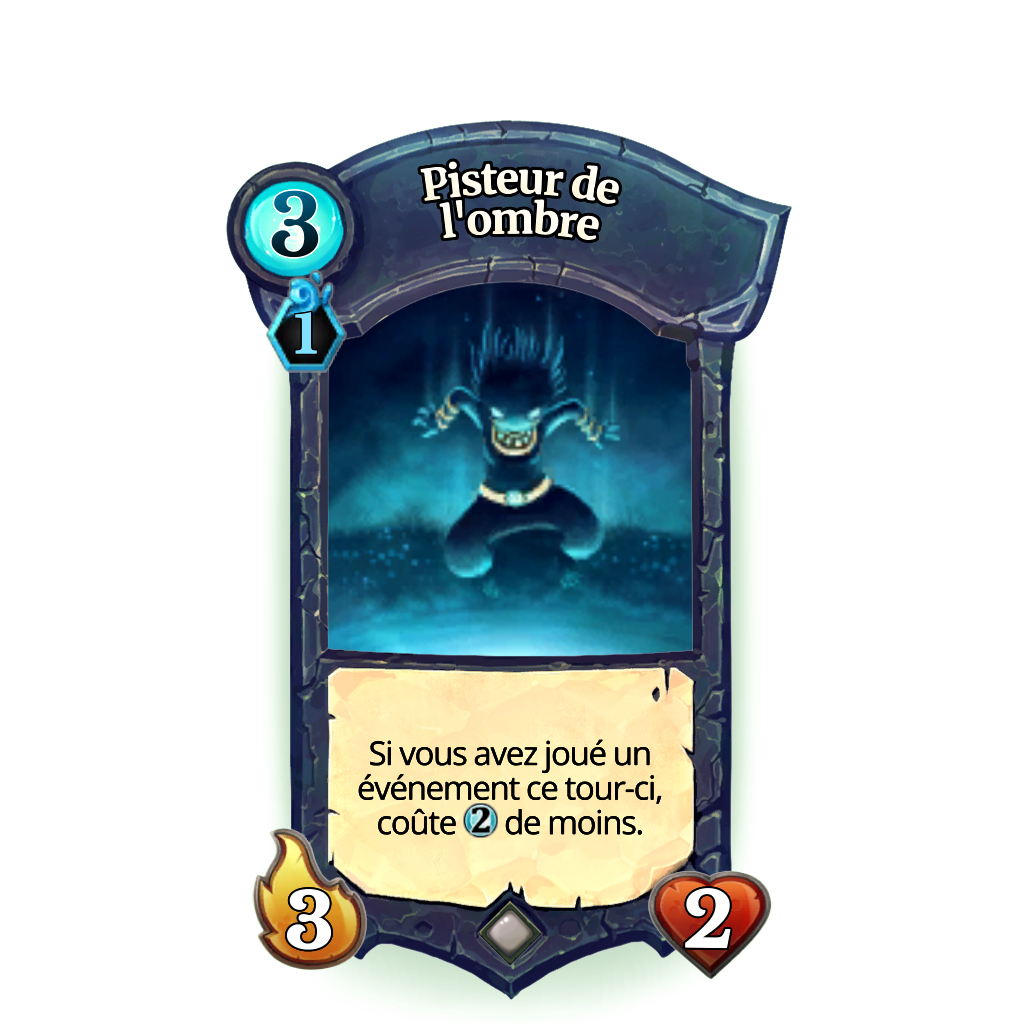 Pisteur de
l'ombre
3
1
Si vous avez joué un
événement ce tour-ci,
coûte 2 de moins.
3
2